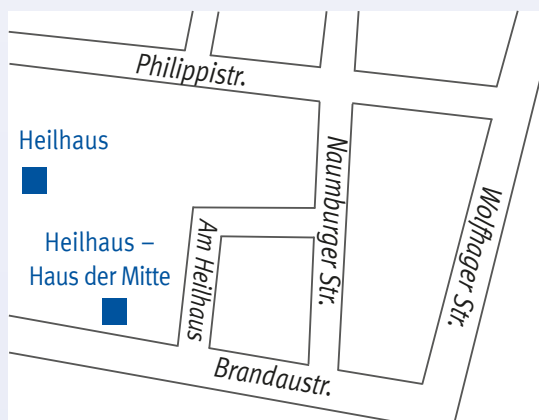 Philippistr.
Heilhaus
Naumburger Str.
Wolfhager Str.
Am Heilhaus
Heilhaus –
Haus der Mitte
Brandaustr.